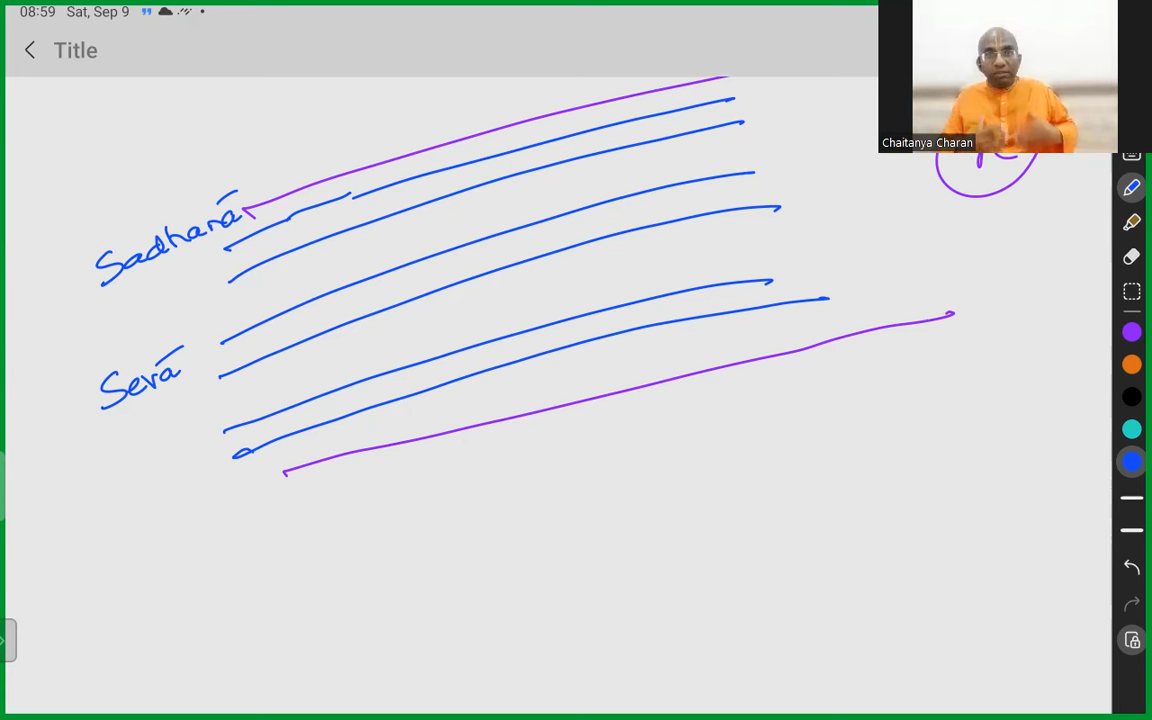 08:59 Sat, Sep 9
Title
Chaitanya Charan
Sadhanā
Sevā